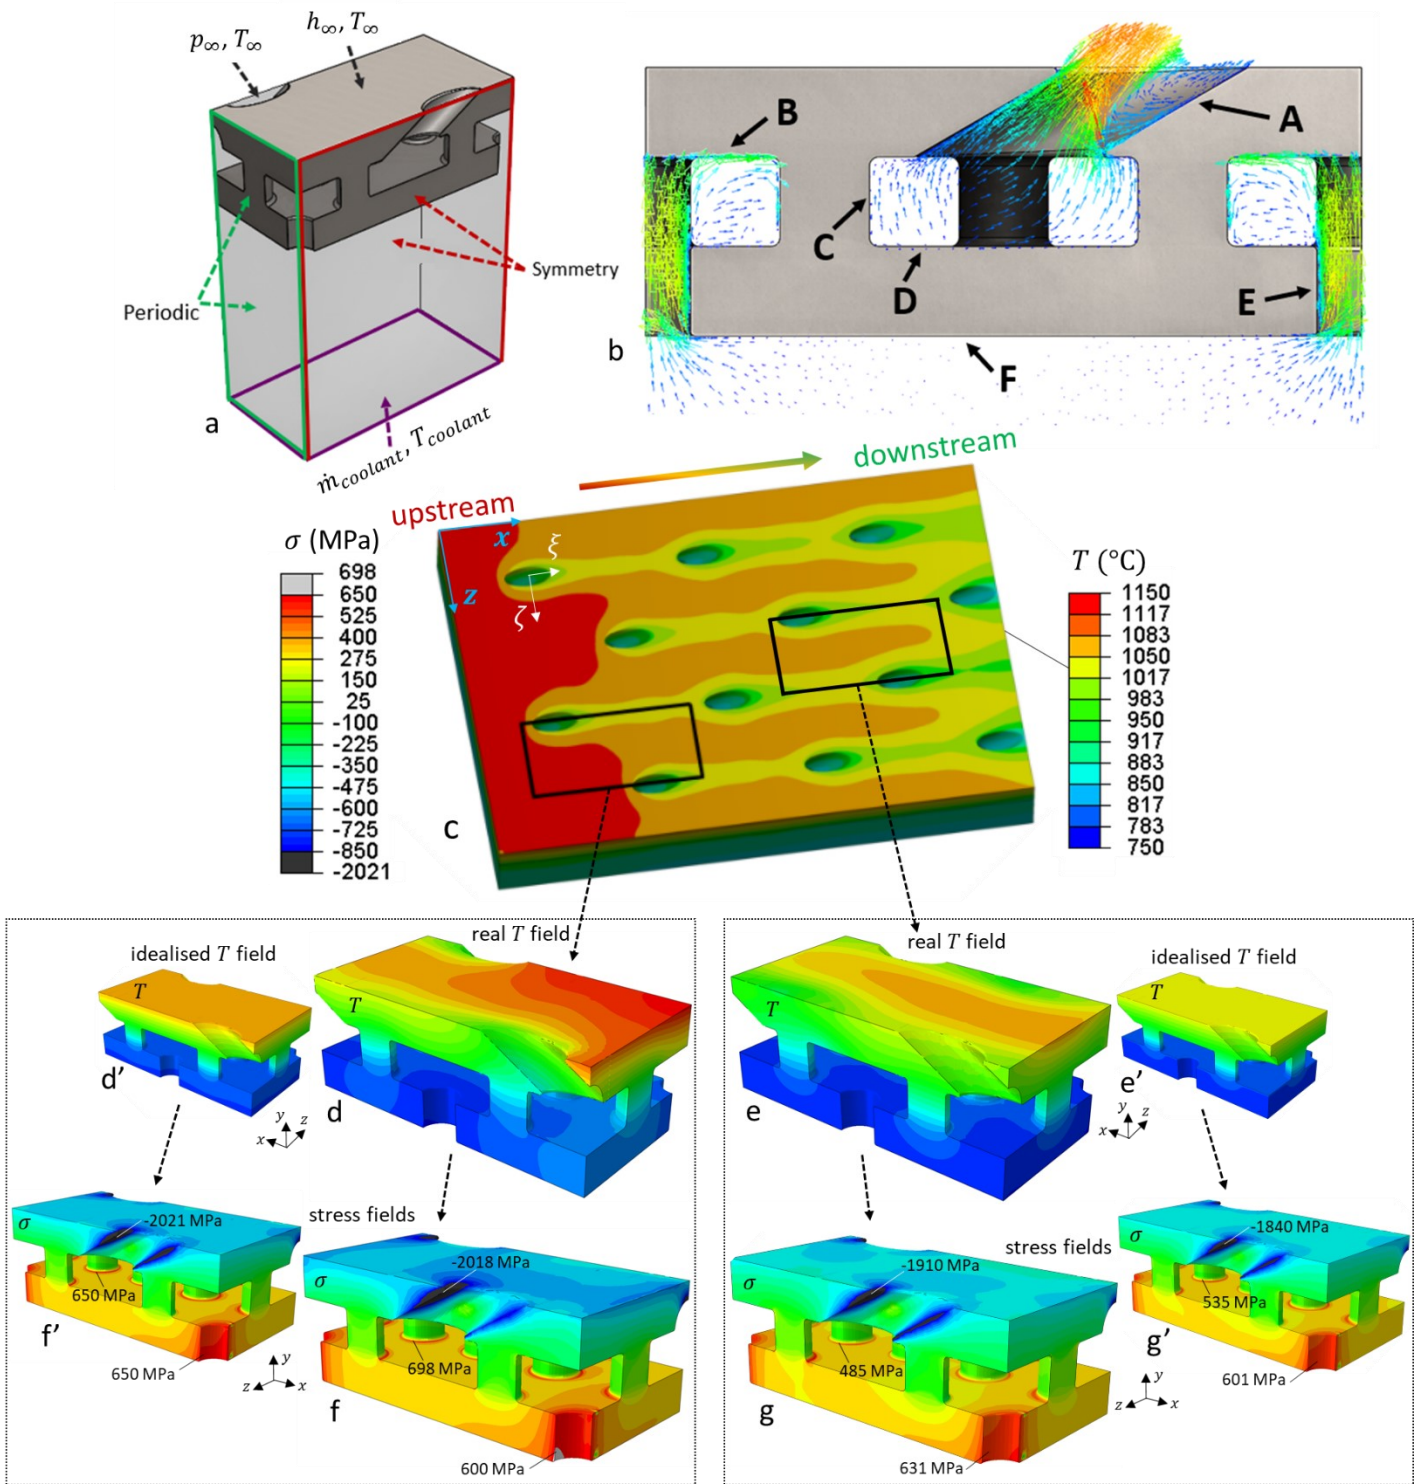 p∞, T∞
h∞, T∞
Symmetry
Periodic
a
ṁcoolant, Tcoolant
A
B
C
D
E
F
b
downstream
upstream
x
z
ξ
ζ
c
σ (MPa)
698
650
525
400
275
150
25
-100
-225
-350
-475
-600
-725
-850
-2021
T (°C)
1150
1117
1083
1050
1017
983
950
917
883
850
817
783
750
idealised T field
T
d'
y
x
z
real T field
T
d
real T field
T
e
idealised T field
T
e'
y
x
z
stress fields
σ
-2021 MPa
650 MPa
f'
650 MPa
y
z
x
σ
-2018 MPa
698 MPa
f
600 MPa
stress fields
σ
-1910 MPa
485 MPa
g
631 MPa
σ
-1840 MPa
535 MPa
g'
601 MPa
y
z
x